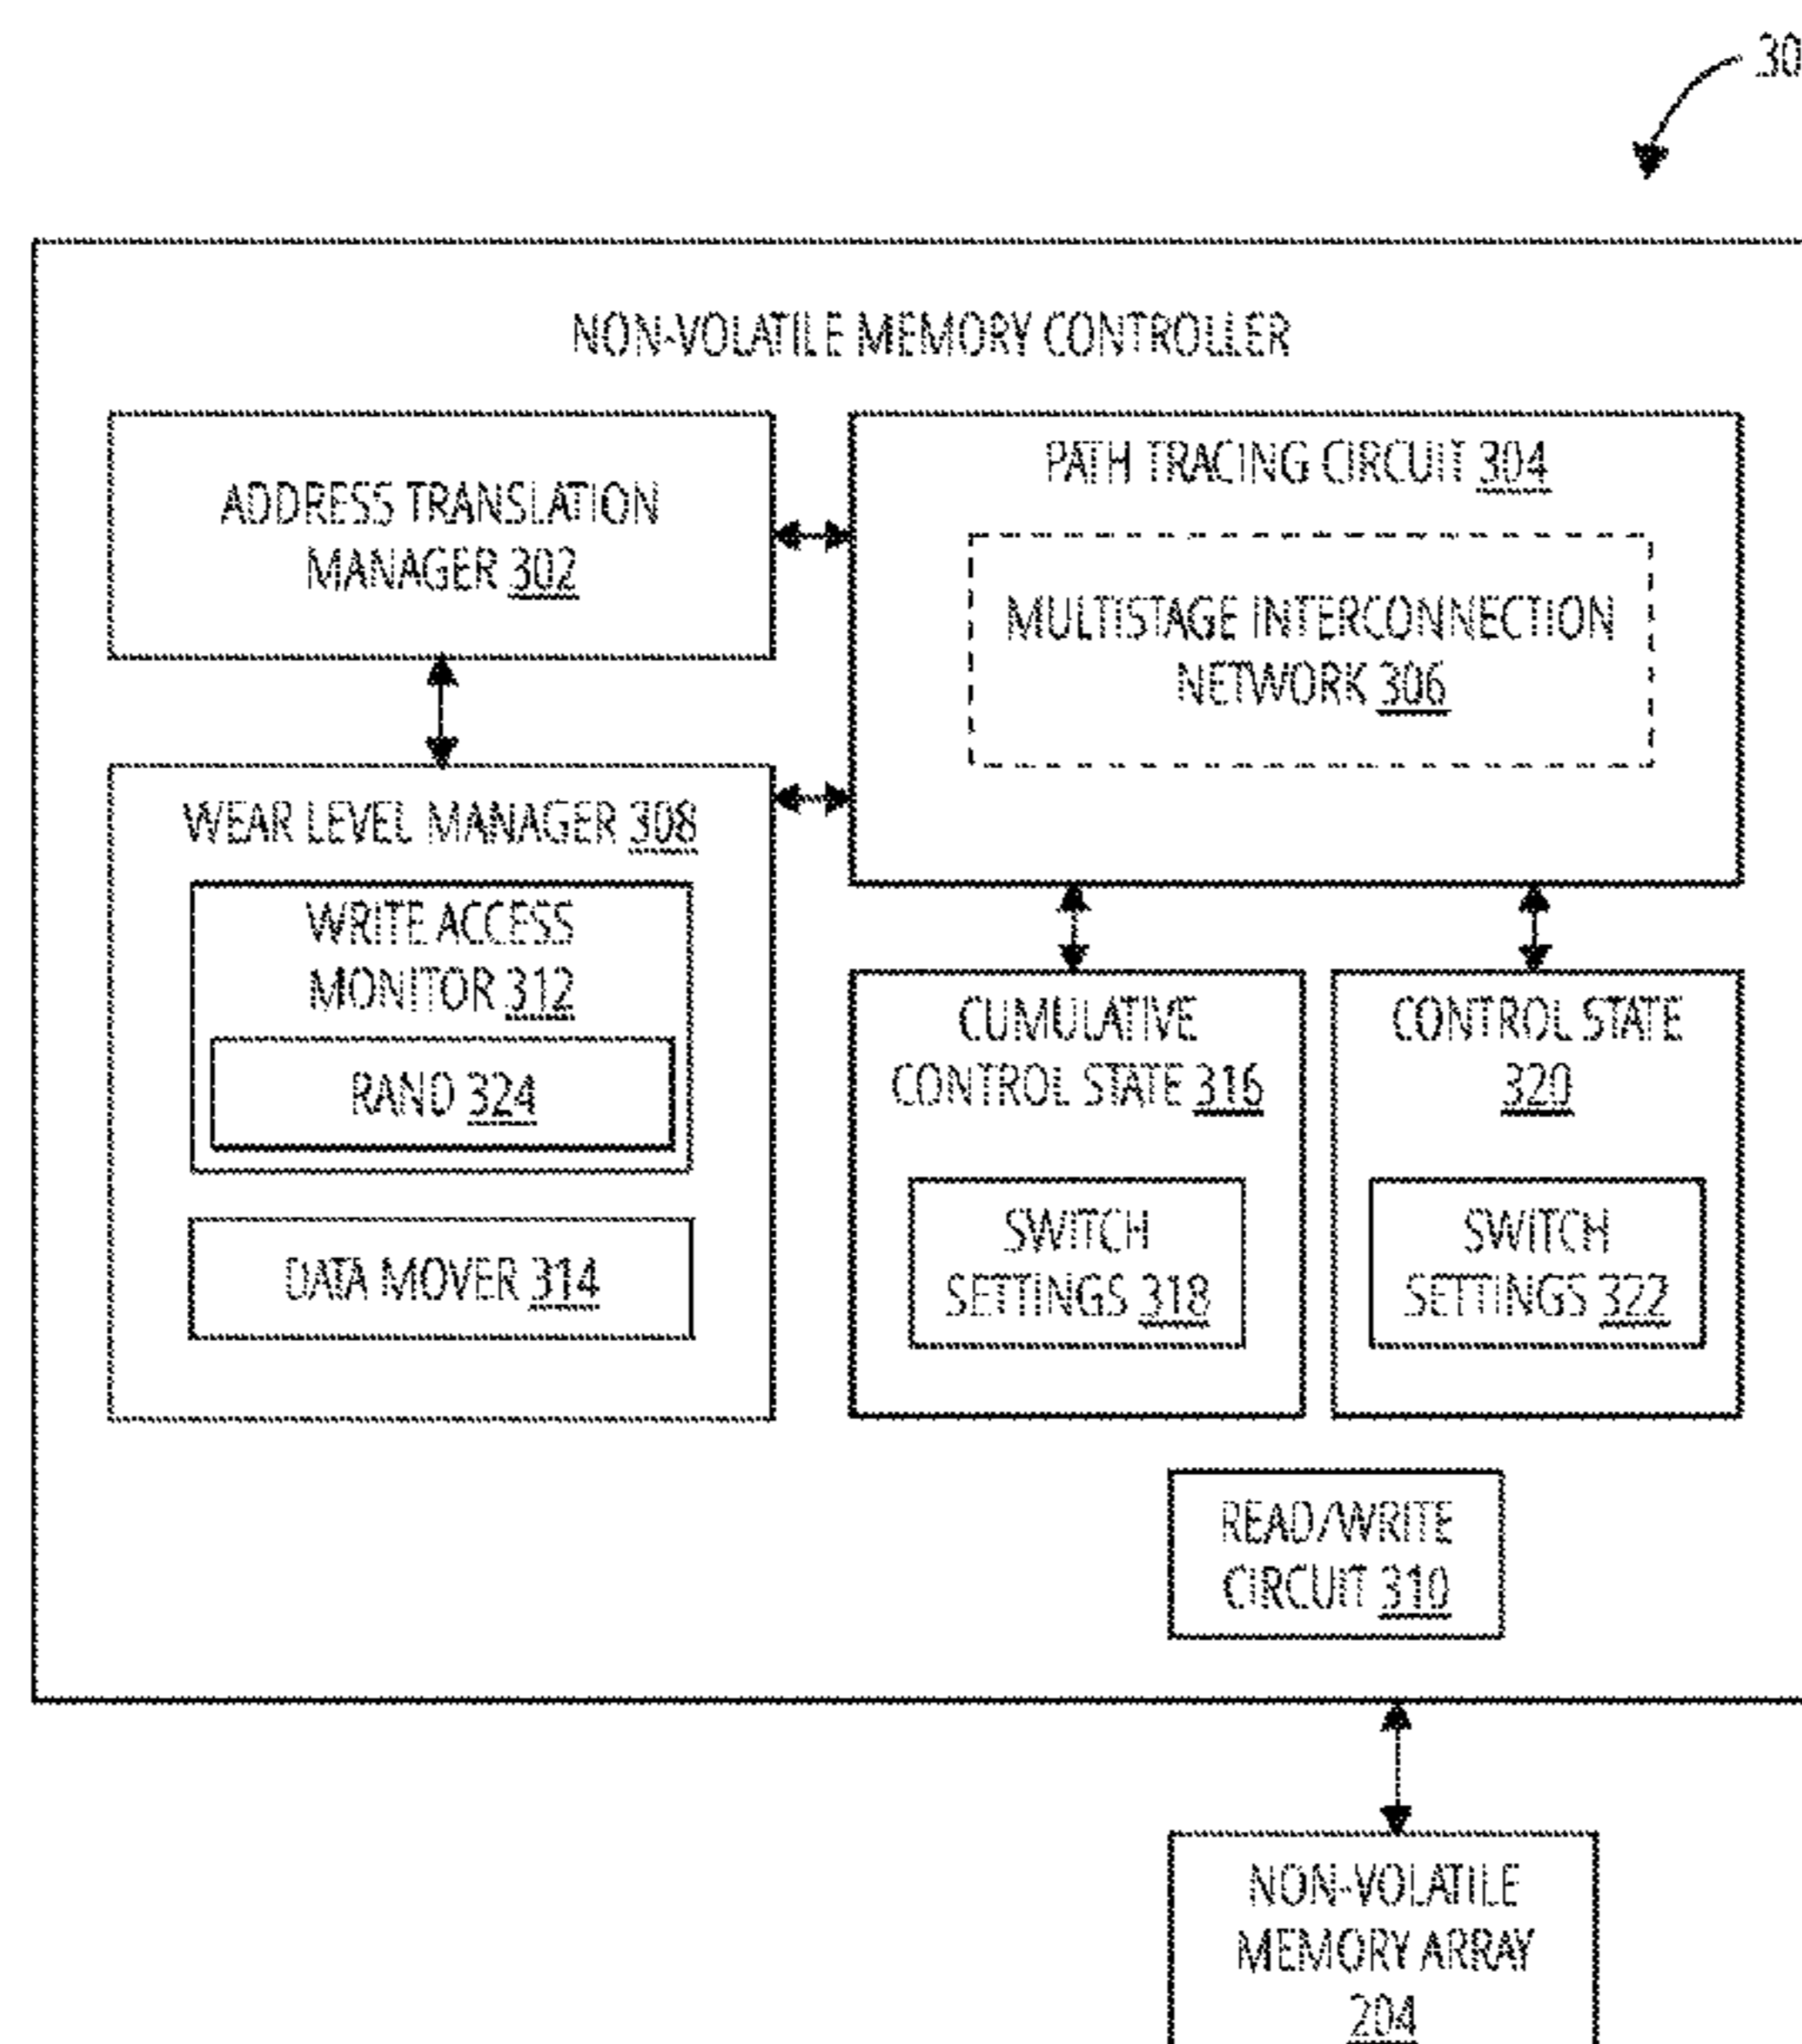 30
NON-VOLATILE MEMORY CONTROLLER
ADDRESS TRANSLATION
MANAGER 302
PATH TRACING CIRCUIT 304
MULTISTAGE INTERCONNECTION
NETWORK 306
WEAR LEVEL MANAGER 308
WRITE ACCESS
MONITOR 312
RAND 324
DATA MOVER 314
CUMULATIVE
CONTROL STATE 316
SWITCH
SETTINGS 318
CONTROL STATE
320
SWITCH
SETTINGS 322
READ/WRITE
CIRCUIT 310
NON-VOLATILE
MEMORY ARRAY
204